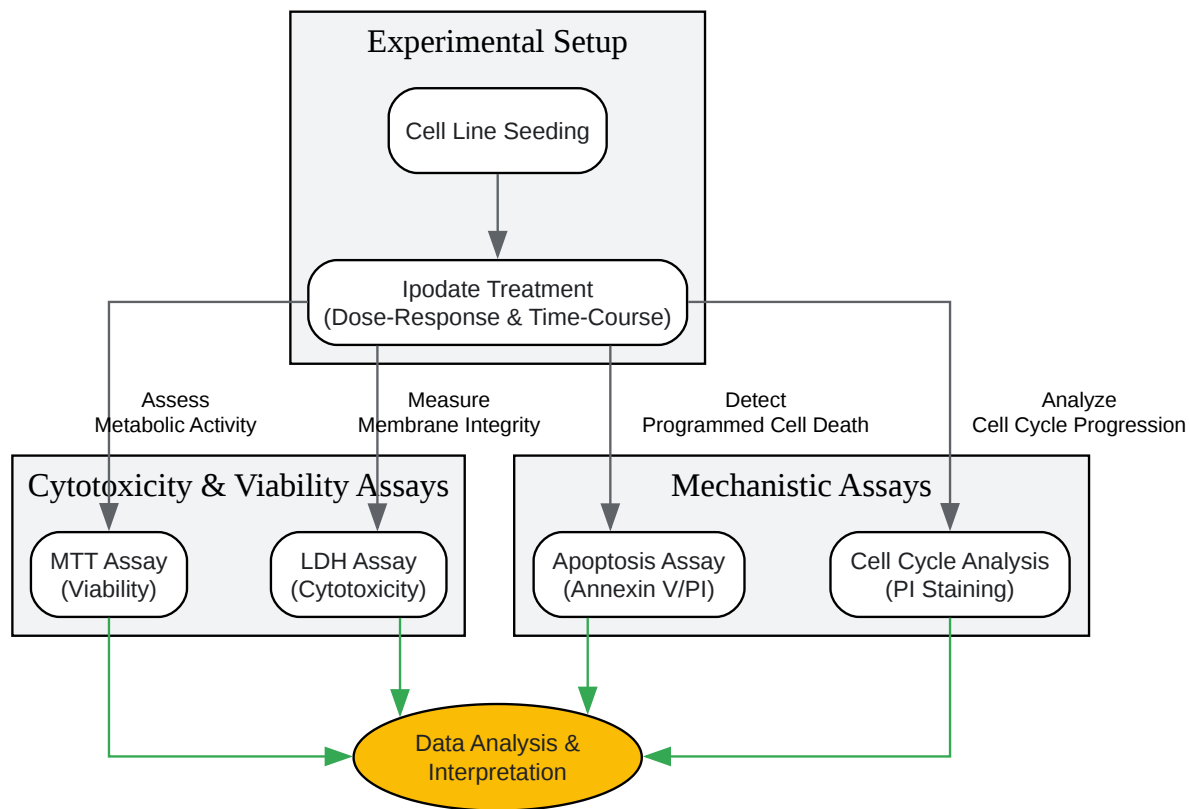 Experimental Setup
Cell Line Seeding
Ipodate Treatment
(Dose-Response & Time-Course)
Assess
Metabolic Activity
Measure
Membrane Integrity
Detect
Programmed Cell Death
Analyze
Cell Cycle Progression
Cytotoxicity & Viability Assays
Mechanistic Assays
MTT Assay
(Viability)
LDH Assay
(Cytotoxicity)
Apoptosis Assay
(Annexin V/PI)
Cell Cycle Analysis
(PI Staining)
Data Analysis &
Interpretation